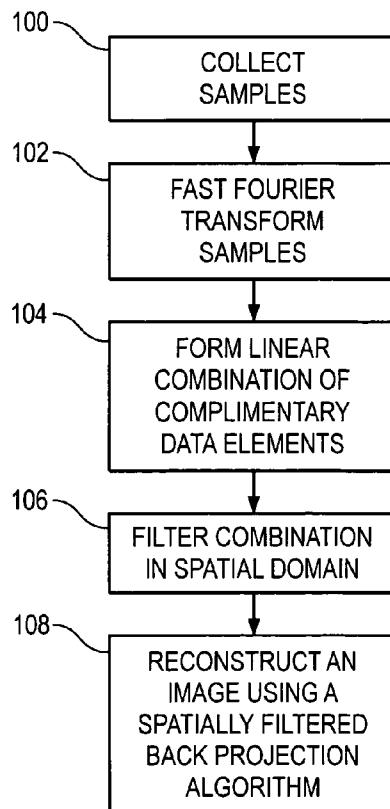 100
COLLECT
SAMPLES
102
FAST FOURIER
TRANSFORM
SAMPLES
104
FORM LINEAR
COMBINATION OF
COMPLIMENTARY
DATA ELEMENTS
106
FILTER COMBINATION
IN SPATIAL DOMAIN
108
RECONSTRUCT AN
IMAGE USING A
SPATIALLY FILTERED
BACK PROJECTION
ALGORITHM